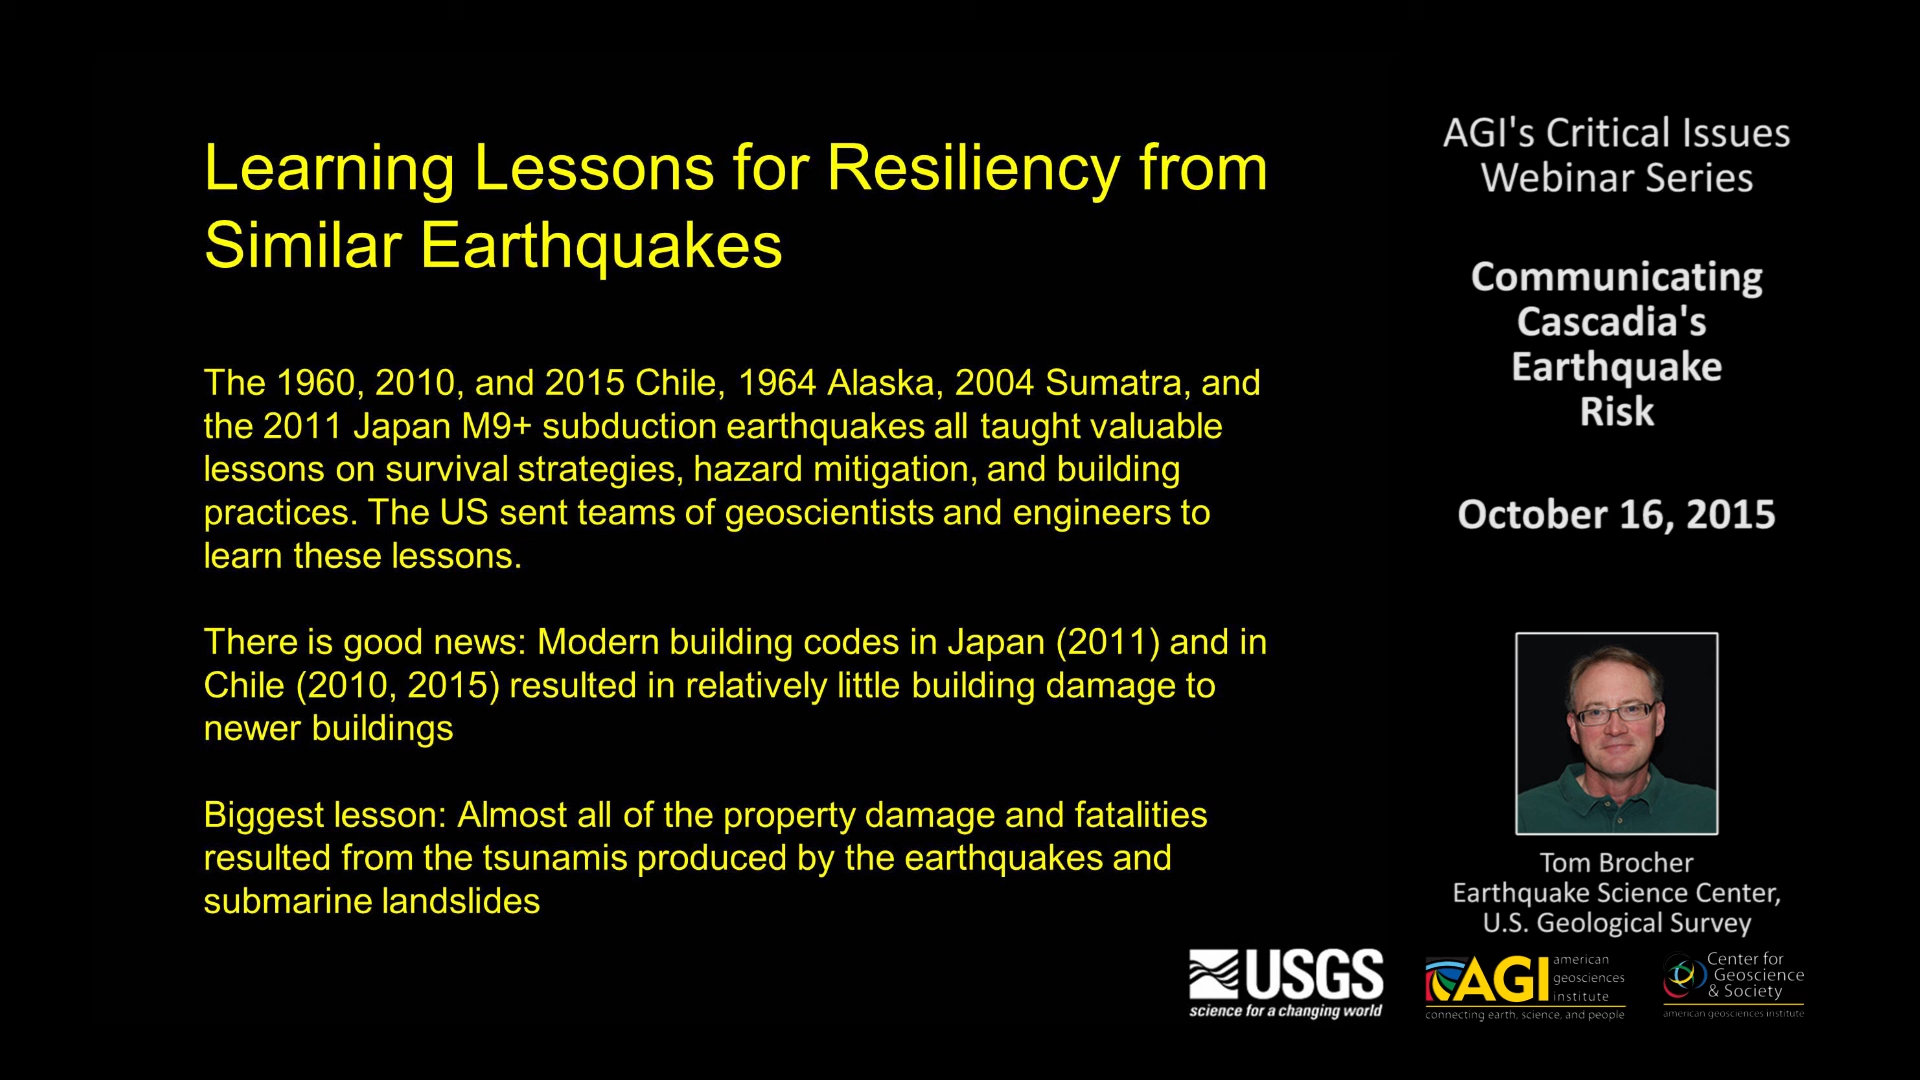 Learning Lessons for Resiliency from
Similar Earthquakes
The 1960, 2010, and 2015 Chile, 1964 Alaska, 2004 Sumatra, and
the 2011 Japan M9+ subduction earthquakes all taught valuable
lessons on survival strategies, hazard mitigation, and building
practices. The US sent teams of geoscientists and engineers to
learn these lessons.
There is good news: Modern building codes in Japan (2011) and in
Chile (2010, 2015) resulted in relatively little building damage to
newer buildings
Biggest lesson: Almost all of the property damage and fatalities
resulted from the tsunamis produced by the earthquakes and
submarine landslides
USGS
science for a changing world
AGI's Critical Issues
Webinar Series
Communicating
Cascadia's
Earthquake
Risk
October 16, 2015
Tom Brocher
Earthquake Science Center,
U.S. Geological Survey
AGI
american
geosciences
institute
connecting earth, science, and people
Center for
Geoscience
& Society
american geosciences institute